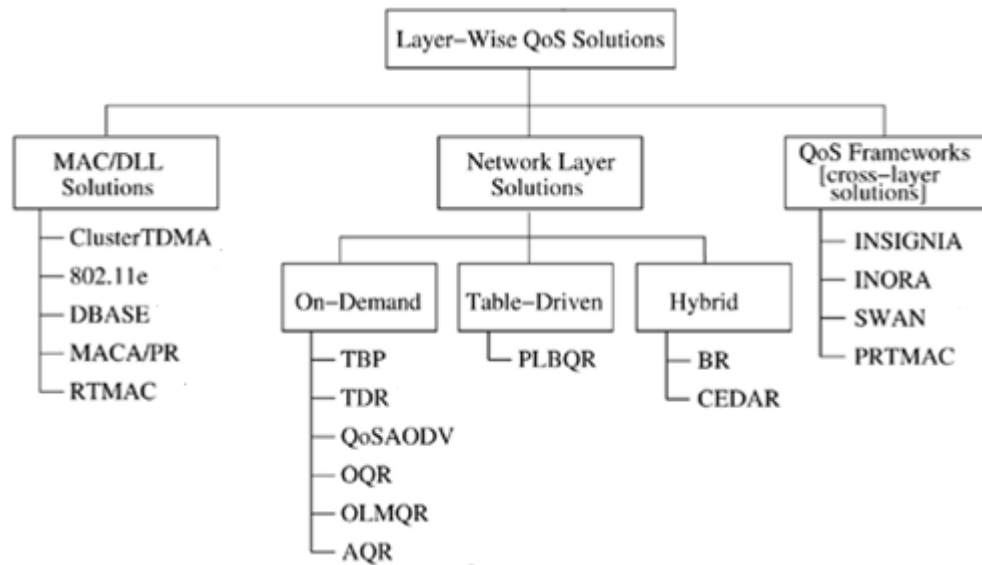 Layer-Wise QoS Solutions
MAC/DLL
Solutions
ClusterTDMA
802.11e
DBASE
MACA/PR
RTMAC
Network Layer
Solutions
On-Demand
TBP
TDR
QoSAODV
OQR
OLMQR
AQR
Table-Driven
PLBQR
Hybrid
BR
CEDAR
QoS Frameworks
[cross-layer
solutions]
INSIGNIA
INORA
SWAN
PRTMAC